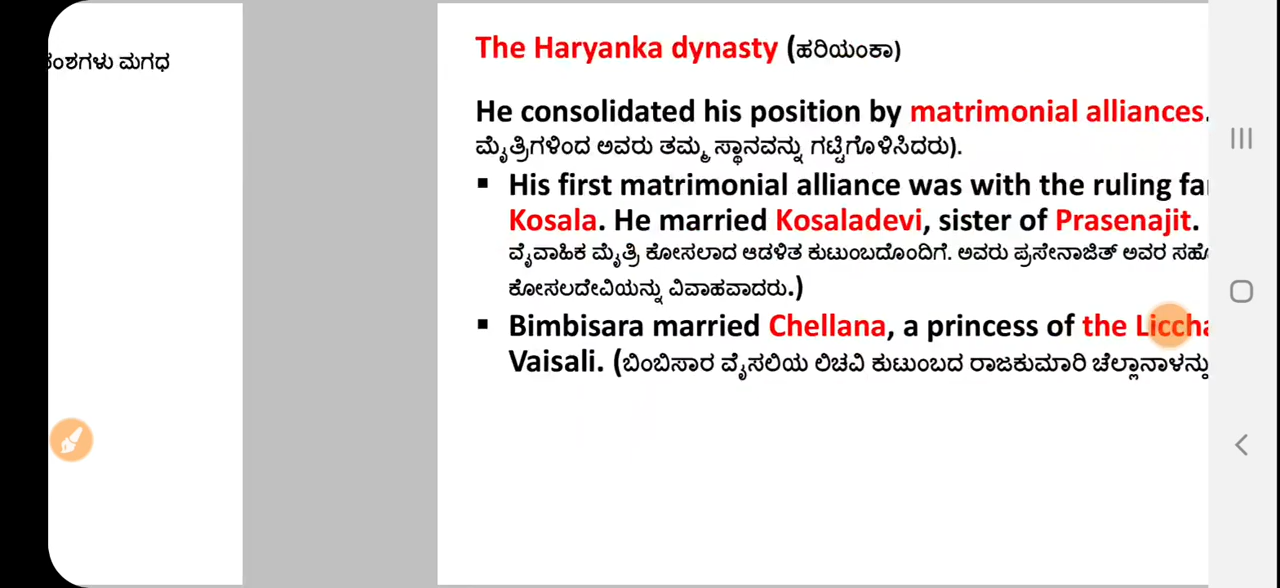 ಂಶಗಳು ಮಗಧ
The Haryanka dynasty (ಹರಿಯಂಕಾ)
He consolidated his position by matrimonial alliances.
ಮೈತ್ರಿಗಳಿಂದ ಅವರು ತಮ್ಮ ಸ್ಥಾನವನ್ನು ಗಟ್ಟಿಗೊಳಿಸಿದರು).
▪ His first matrimonial alliance was with the ruling fa
Kosala. He married Kosaladevi, sister of Prasenajit.
ವೈವಾಹಿಕ ಮೈತ್ರಿ ಕೋಸಲಾದ ಆಡಳಿತ ಕುಟುಂಬದೊಂದಿಗೆ. ಅವರು ಪ್ರಸೇನಾಜಿತ್ ಅವರ ಸಹೋ
ಕೋಸಲದೇವಿಯನ್ನು ವಿವಾಹವಾದರು.)
▪ Bimbisara married Chellana, a princess of the Liccha
Vaisali. (ಬಿಂಬಿಸಾರ ವೈಸಲಿಯ ಲಿಚವಿ ಕುಟುಂಬದ ರಾಜಕುಮಾರಿ ಚೆಲ್ಲಾನಾಳನ್ನು